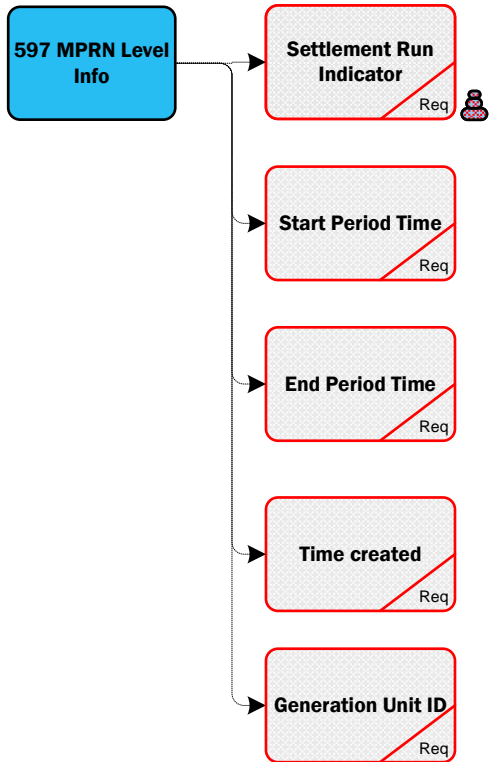 597 MPRN Level
Info
Settlement Run
Indicator
Req
Start Period Time
Req
End Period Time
Req
Time created
Req
Generation Unit ID
Req